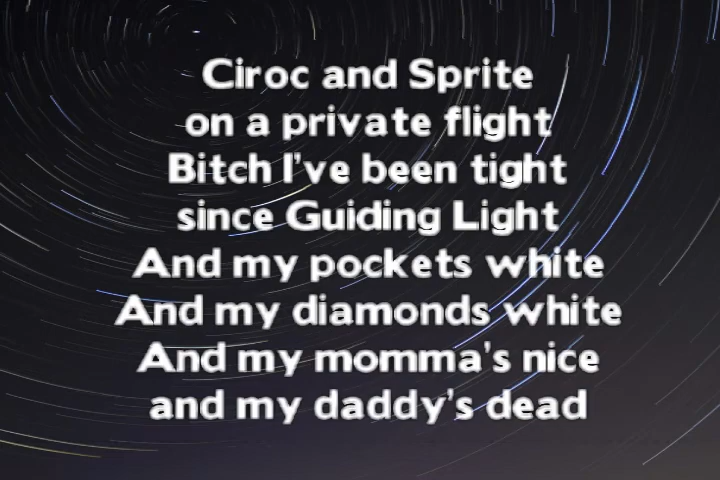 Ciroc and Sprite
on a private flight
Bitch I've been tight
since Guiding Light
And my pockets white
And my diamonds white
And my momma's nice
and my daddy's dead